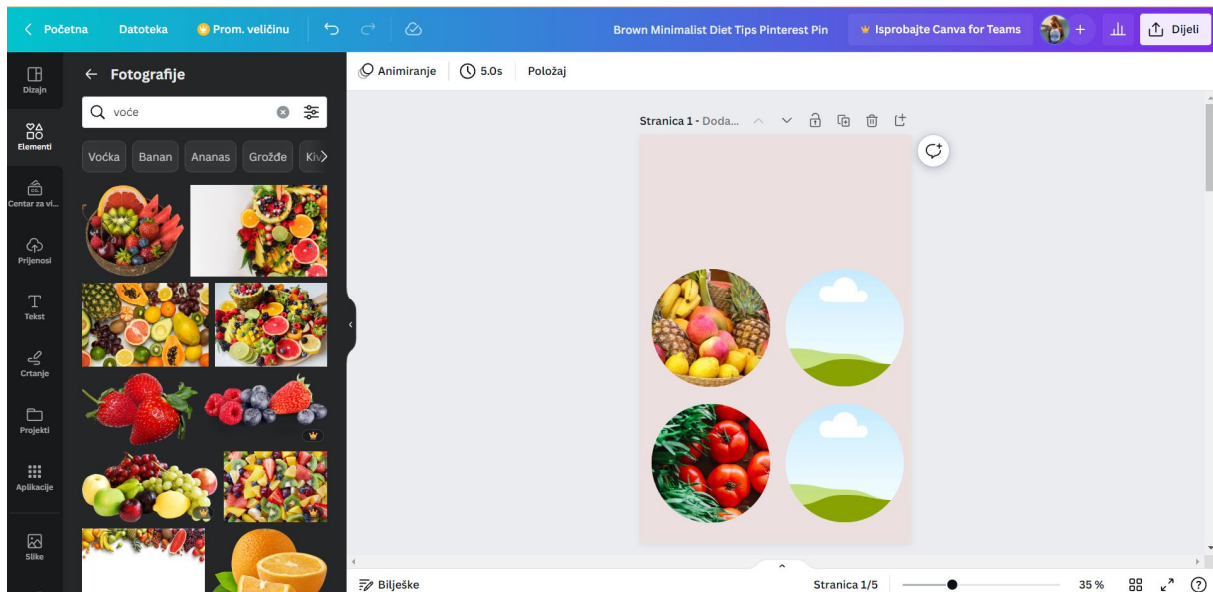 Početna Datoteka Prom. veličinu Brown Minimalist Diet Tips Pinterest Pin Isprobajte Canva for Teams + Dijeli
Dizajn
Elementi
Centar za vi...
Prijenosi
Tekst
Crtanje
Projekti
Aplikacije
Slike
Fotografije
voće
Voćka Banan Ananas Grožđe Kiv
Animiranje 5.0s Položaj
Stranica 1 - Doda...
Bilješke Stranica 1/5 35 %